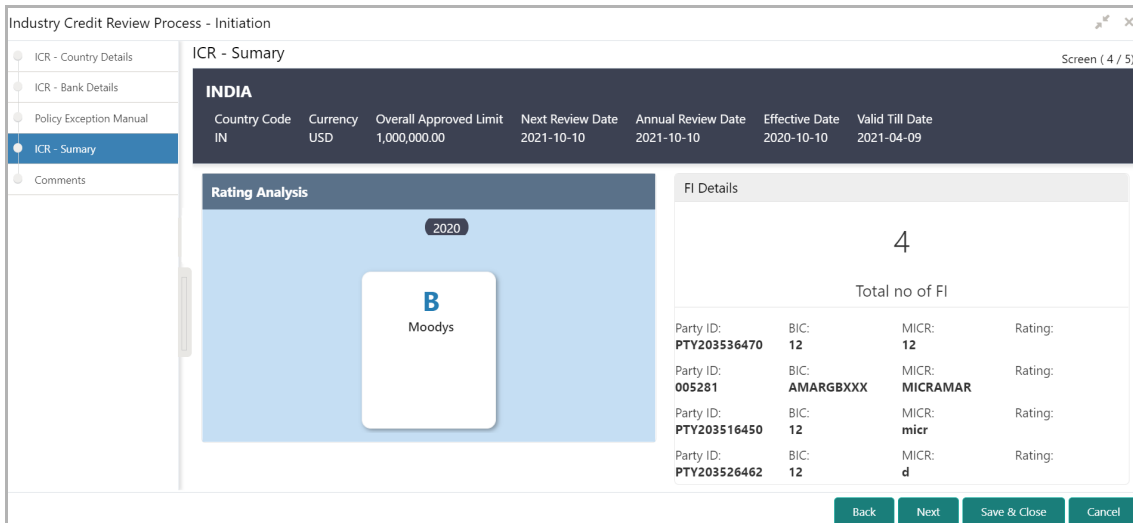 Industry Credit Review Process - Initiation
ICR - Country Details
ICR - Bank Details
Policy Exception Manual
ICR - Sumary
Comments
ICR - Sumary
Screen ( 4 / 5)
INDIA
Country Code Currency Overall Approved Limit Next Review Date Annual Review Date Effective Date Valid Till Date
IN USD 1,000,000.00 2021-10-10 2021-10-10 2020-10-10 2021-04-09
Rating Analysis
2020
B
Moodys
FI Details
4
Total no of FI
Party ID: BIC: MICR: Rating:
PTY203536470 12 12
Party ID: BIC: MICR: Rating:
005281 AMARGBXXX MICRAMAR
Party ID: BIC: MICR: Rating:
PTY203516450 12 micr
Party ID: BIC: MICR: Rating:
PTY203526462 12 d
Back Next Save & Close Cancel